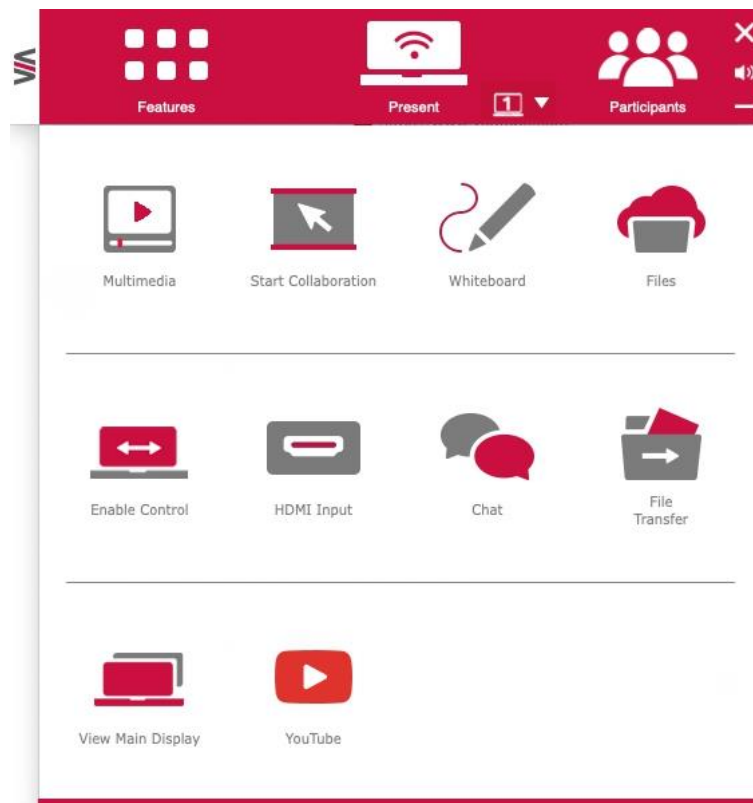 Features
Present
1
Participants
Multimedia
Start Collaboration
Whiteboard
Files
Enable Control
HDMI Input
Chat
File
Transfer
View Main Display
YouTube